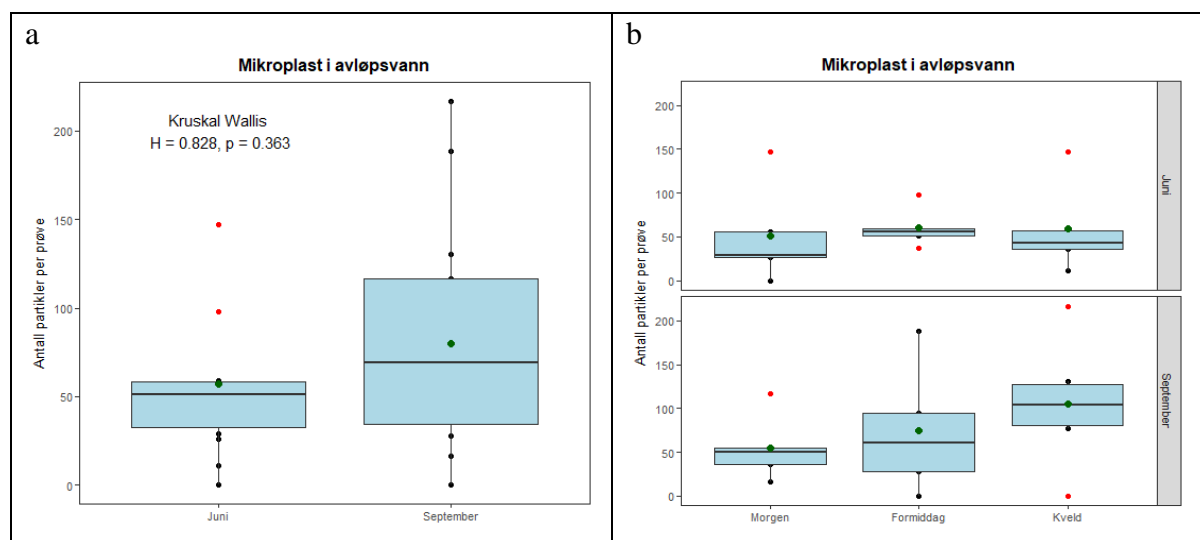 a
Mikroplast i avløpsvann
Kruskal Wallis
H = 0.828, p = 0.363
Antall partikler per prøve
200
150
100
50
0
Juni
September
b
Mikroplast i avløpsvann
Antall partikler per prøve
200
150
100
50
0
Juni
200
150
100
50
0
September
Morgen
Formiddag
Kveld